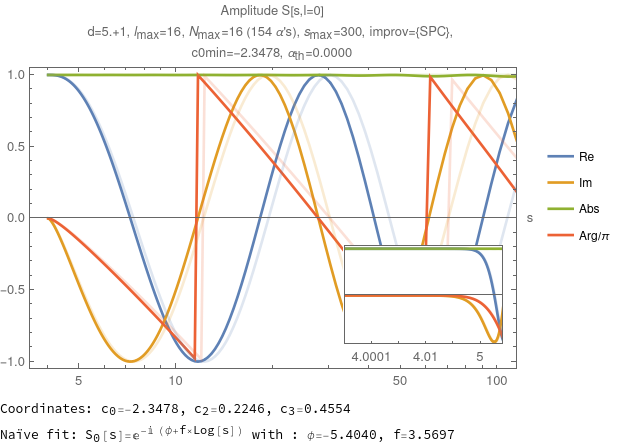 Amplitude S[s,l=0]
d=5.+1, lmax=16, Nmax=16 (154 α's), smax=300, improv={SPC},
c0min=-2.3478, αth=0.0000
1.0
0.5
0.0
-0.5
-1.0
s
Re
Im
Abs
Arg/π
4.0001 4.01 5
5 10 50 100
Coordinates: c0=-2.3478, c2=0.2246, c3=0.4554
Naïve fit: S0[s]=e^-i (ϕ+f×Log[s]) with : ϕ=-5.4040, f=3.5697